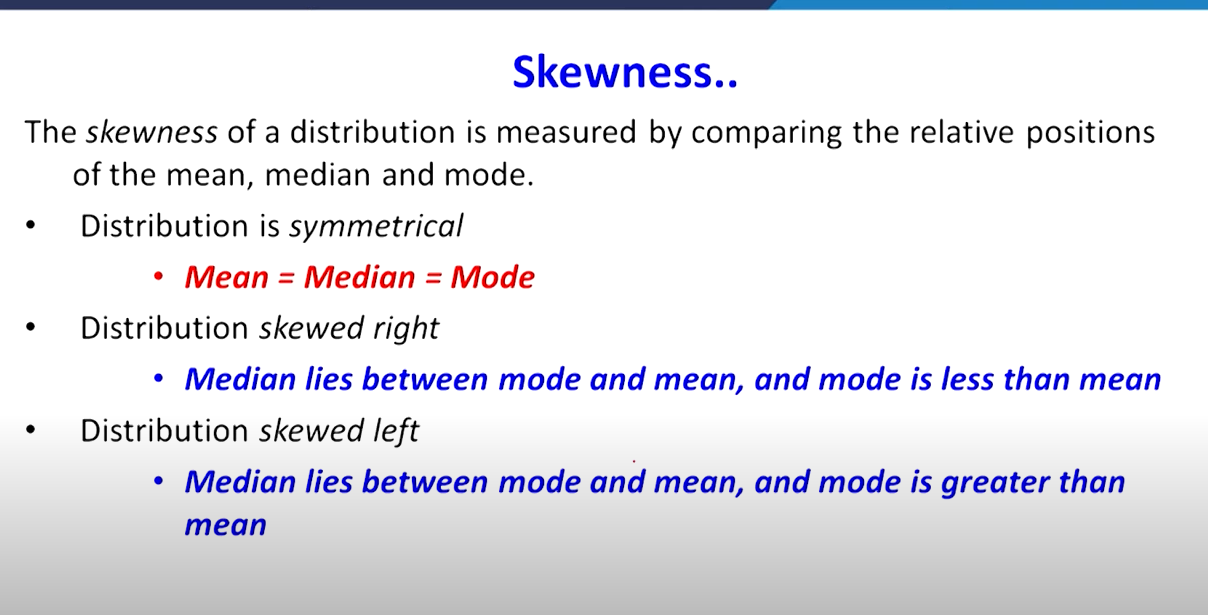 Skewness..
The skewness of a distribution is measured by comparing the relative positions
of the mean, median and mode.
• Distribution is symmetrical
• Mean = Median = Mode
• Distribution skewed right
• Median lies between mode and mean, and mode is less than mean
• Distribution skewed left
• Median lies between mode and mean, and mode is greater than
mean